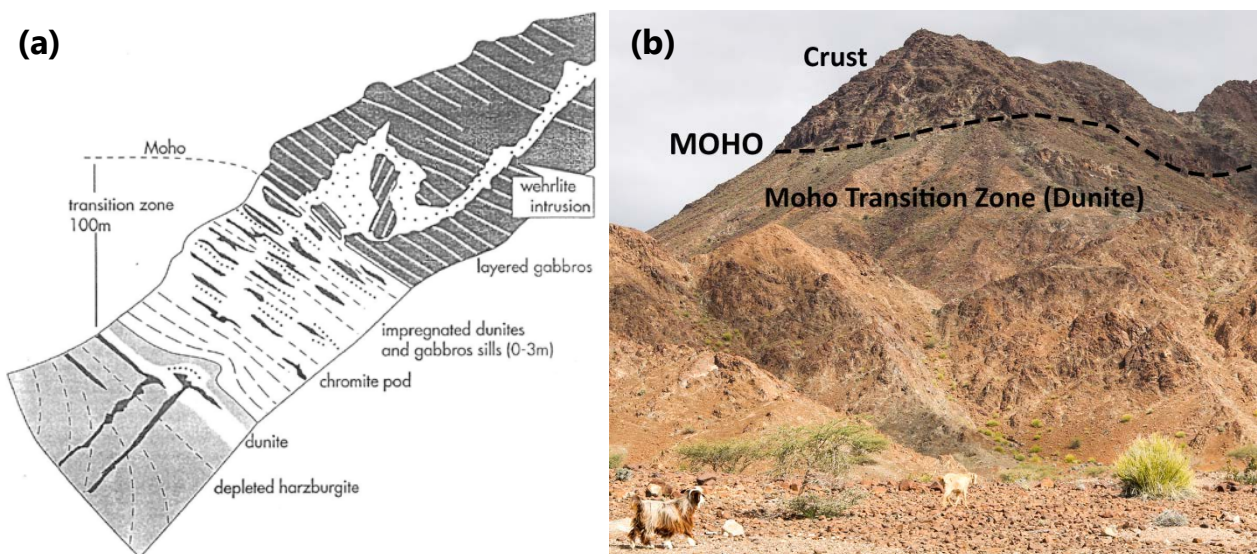 (a)
Moho
transition zone
100m
wehrlite
intrusion
layered gabbros
impregnated dunites
and gabbros sills (0-3m)
chromite pod
dunite
depleted harzburgite
(b)
Crust
MOHO
Moho Transition Zone (Dunite)